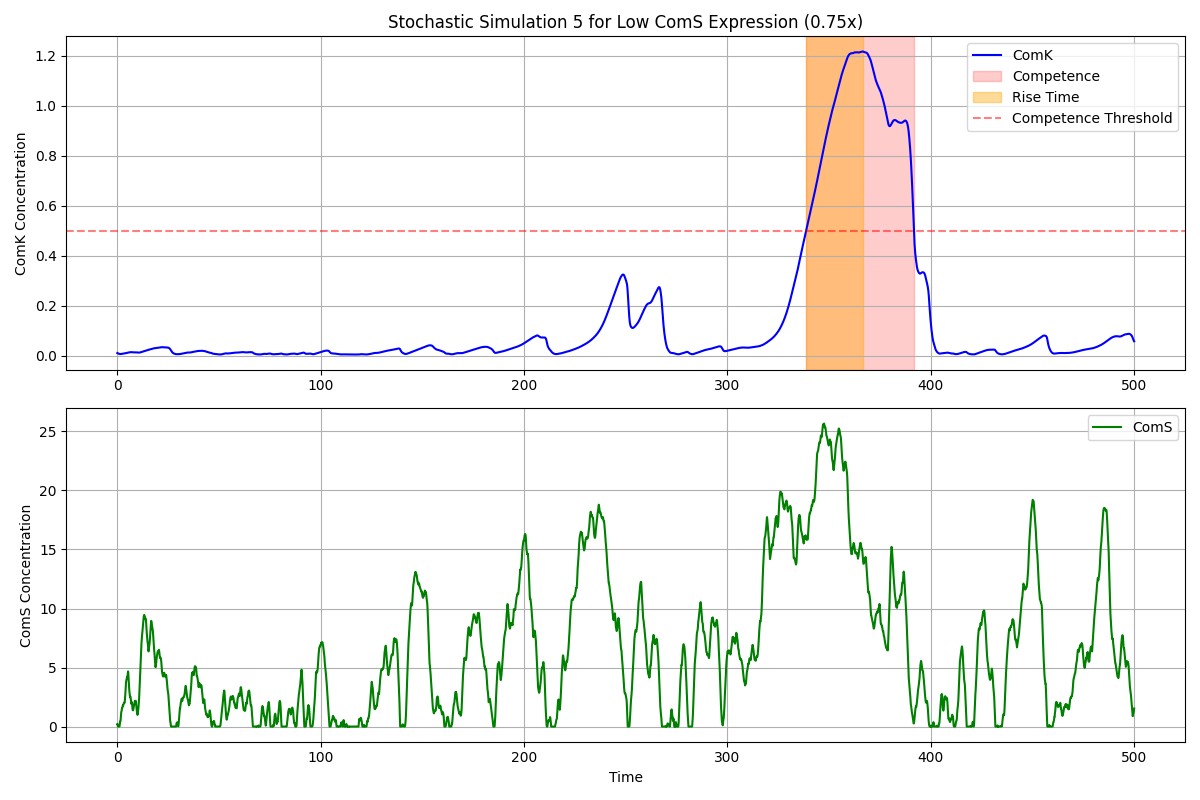 Stochastic Simulation 5 for Low ComS Expression (0.75x)
ComK Concentration
1.2
1.0
0.8
0.6
0.4
0.2
0.0
ComK
Competence
Rise Time
Competence Threshold
0 100 200 300 400 500
ComS Concentration
25
20
15
10
5
0
ComS
0 100 200 300 400 500
Time